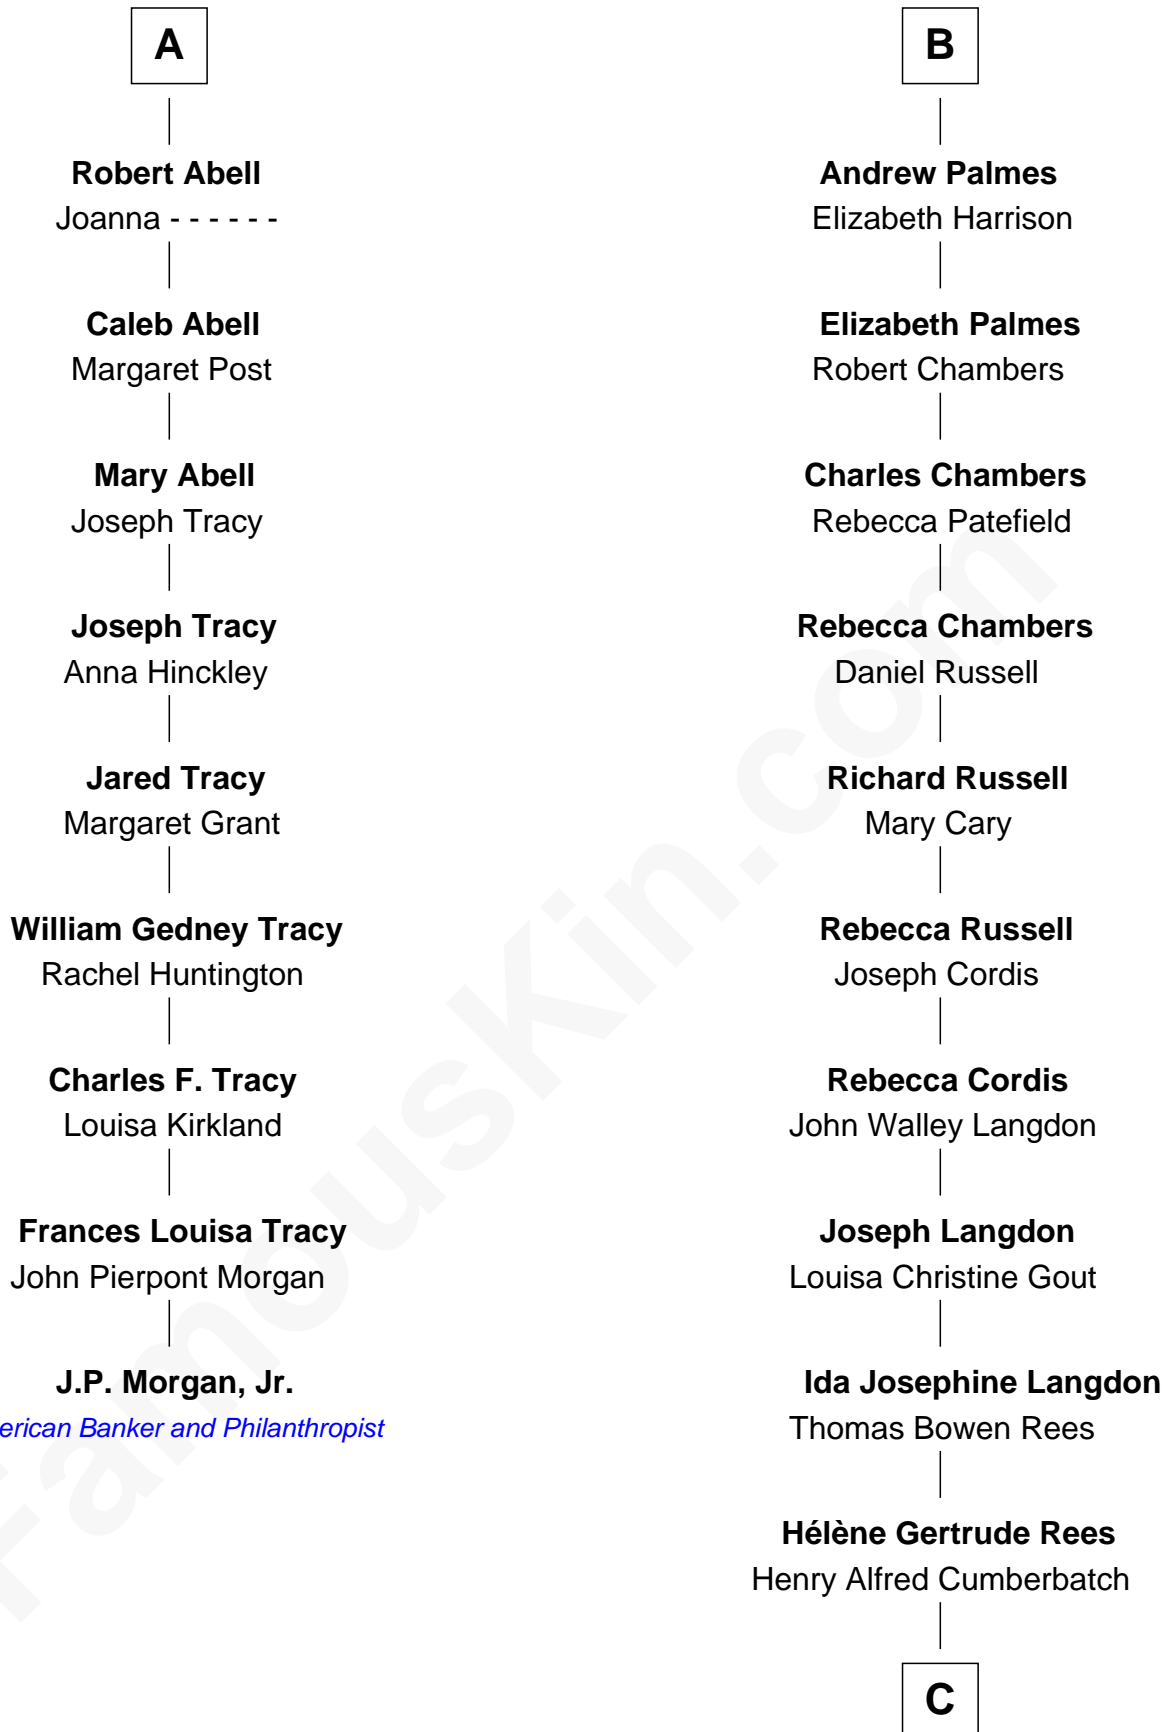 A
Robert Abell
Joanna - - - - - -
Caleb Abell
Margaret Post
Mary Abell
Joseph Tracy
Joseph Tracy
Anna Hinckley
Jared Tracy
Margaret Grant
William Gedney Tracy
Rachel Huntington
Charles F. Tracy
Louisa Kirkland
Frances Louisa Tracy
John Pierpont Morgan
J.P. Morgan, Jr.
erican Banker and Philanthropist
B
Andrew Palmes
Elizabeth Harrison
Elizabeth Palmes
Robert Chambers
Charles Chambers
Rebecca Patefield
Rebecca Chambers
Daniel Russell
Richard Russell
Mary Cary
Rebecca Russell
Joseph Cordis
Rebecca Cordis
John Walley Langdon
Joseph Langdon
Louisa Christine Gout
Ida Josephine Langdon
Thomas Bowen Rees
Hélène Gertrude Rees
Henry Alfred Cumberbatch
C
FamousKin.com